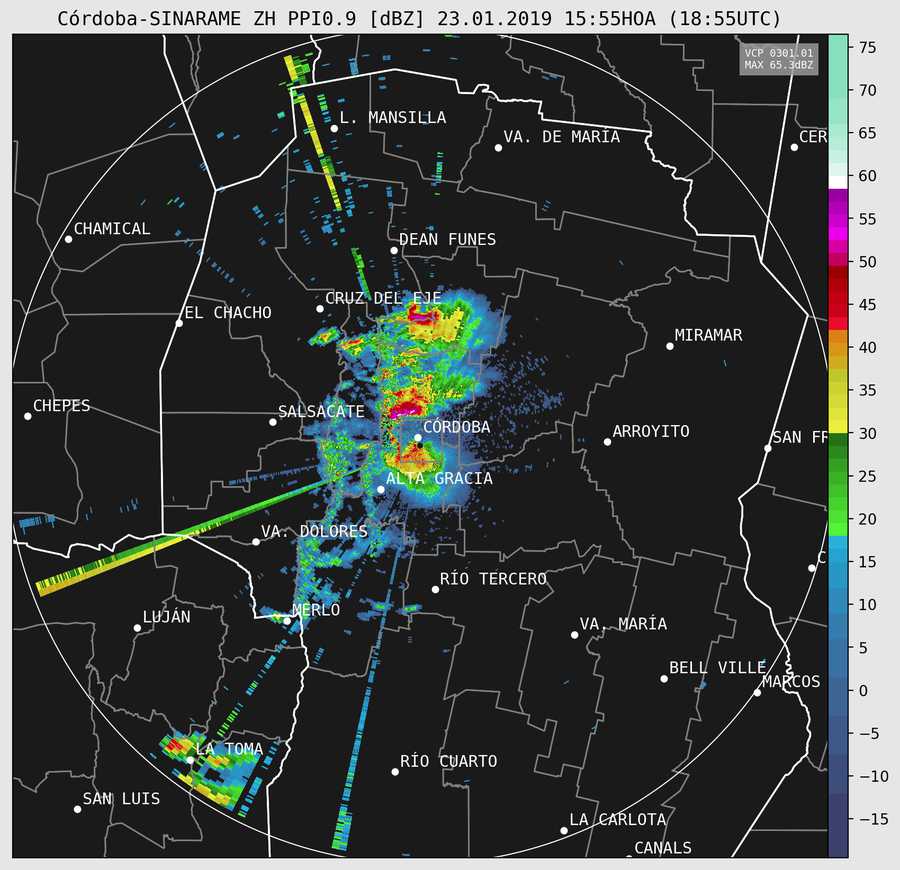 Córdoba-SINARAME ZH PPI0.9 [dBZ] 23.01.2019 15:55HOA (18:55UTC)
VCP 0301.01
MAX 65.3dBZ
75
70
65
60
55
50
45
40
35
30
25
20
15
10
5
0
−5
−10
−15
L. MANSILLA
VA. DE MARÍA
CER
CHAMICAL
DEAN FUNES
CRUZ DEL EJE
EL CHACHO
MIRAMAR
CHEPES
SALSACATE
CÓRDOBA
ARROYITO
SAN FR
ALTA GRACIA
VA. DOLORES
C
RÍO TERCERO
LUJÁN
MERLO
VA. MARÍA
BELL VILLE
MARCOS
LA TOMA
RÍO CUARTO
SAN LUIS
LA CARLOTA
CANALS